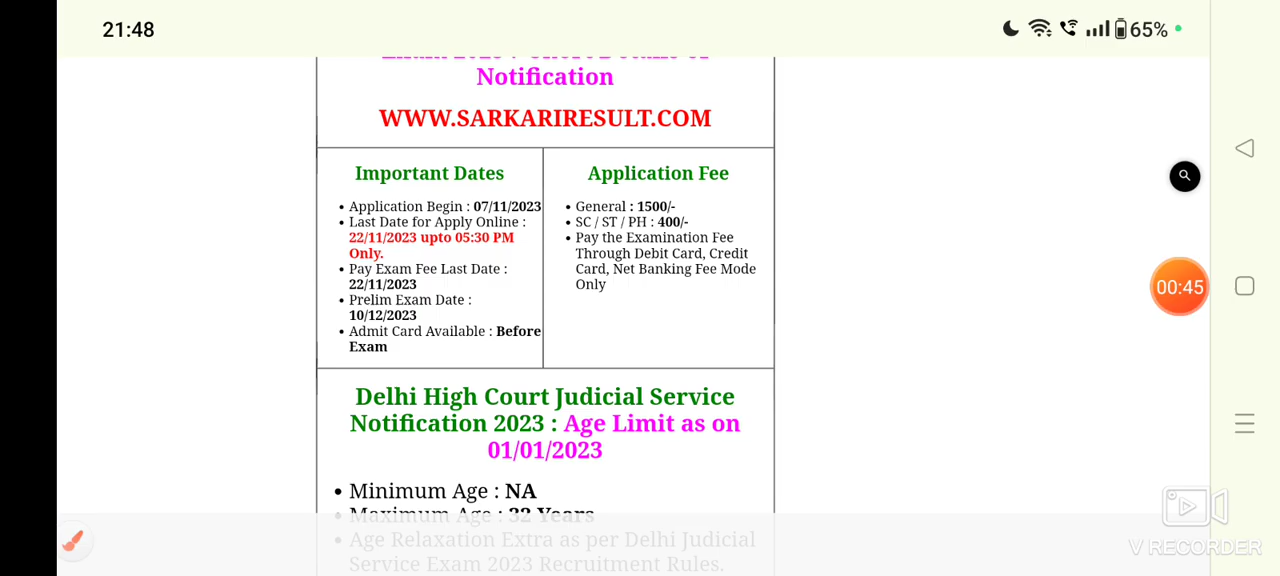 21:48
65%
Exam 2023 : Short Details of
Notification
WWW.SARKARIRESULT.COM
Important Dates
• Application Begin : 07/11/2023
• Last Date for Apply Online :
22/11/2023 upto 05:30 PM
Only.
• Pay Exam Fee Last Date :
22/11/2023
• Prelim Exam Date :
10/12/2023
• Admit Card Available : Before
Exam
Application Fee
• General : 1500/-
• SC / ST / PH : 400/-
• Pay the Examination Fee
Through Debit Card, Credit
Card, Net Banking Fee Mode
Only
00:45
Delhi High Court Judicial Service
Notification 2023 : Age Limit as on
01/01/2023
• Minimum Age : NA
• Maximum Age : 32 Years
• Age Relaxation Extra as per Delhi Judicial
Service Exam 2023 Recruitment Rules.
V RECORDER